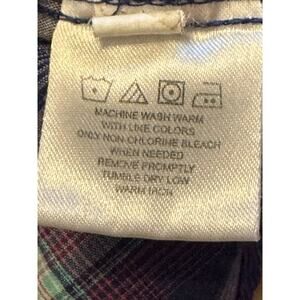 MACHINE WASH WARM
WITH LIKE COLORS
ONLY NON-CHLORINE BLEACH
WHEN NEEDED
REMOVE PROMPTLY
TUMBLE DRY LOW
WARM IRON